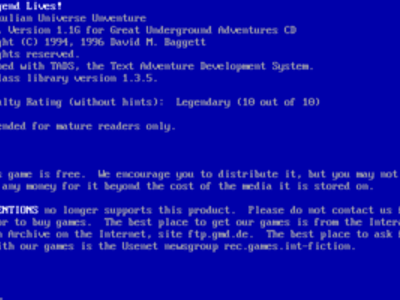 gend Lives!
ulian Universe Unventure
. Version 1.1G for Great Underground Adventures CD
ght (C) 1994, 1996 David M. Baggett
ghts reserved.
ned with TADS, the Text Adventure Development System.
lass library version 1.3.5.
ulty Rating (without hints):  Legendary (10 out of 10)
ended for mature readers only.
s game is free.  We encourage you to distribute it, but you may not
any money for it beyond the cost of the media it is stored on.
ENTIONS no longer supports this product.  Please do not contact us f
or to buy games.  The best place to get our games is from the Intera
n Archive on the Internet, site ftp.gmd.de.  The best place to ask f
ith our games is the Usenet newsgroup rec.games.int-fiction.